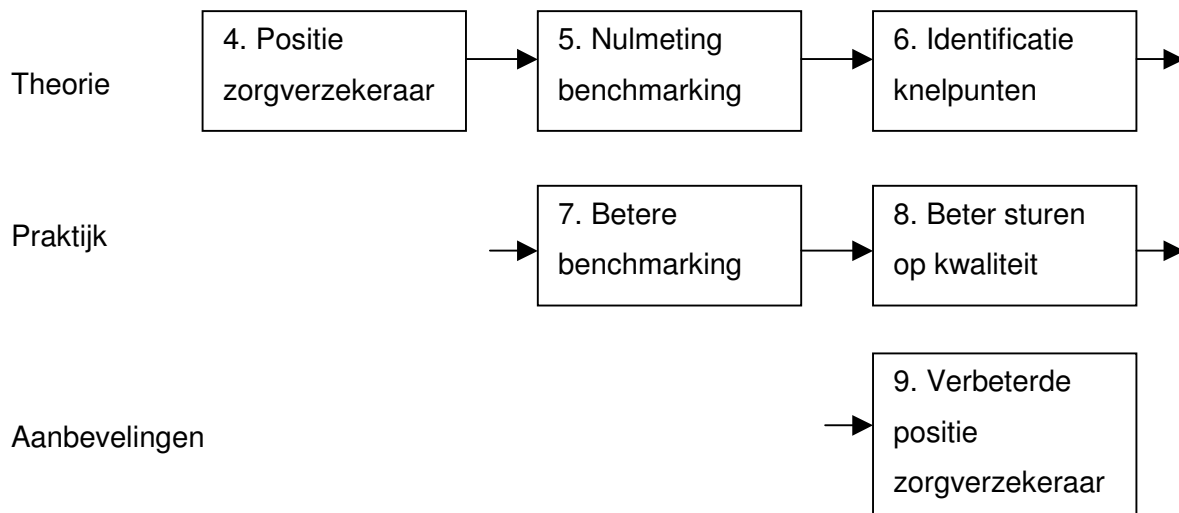 Theorie
4. Positie
zorgverzekeraar
5. Nulmeting
benchmarking
6. Identificatie
knelpunten
Praktijk
7. Betere
benchmarking
8. Beter sturen
op kwaliteit
Aanbevelingen
9. Verbeterde
positie
zorgverzekeraar